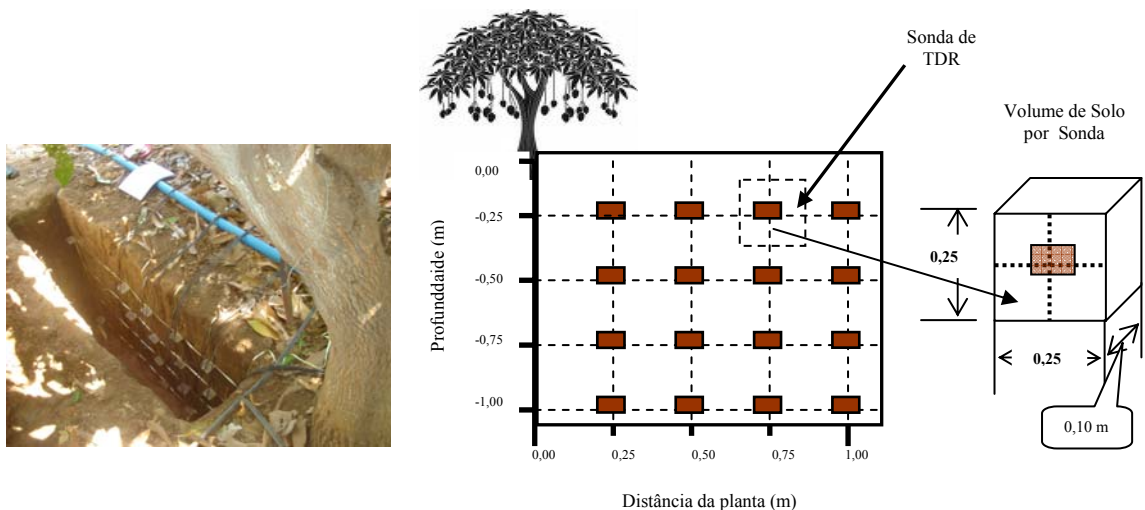 Sonda de
TDR
Volume de Solo
por Sonda
Profunddaide (m)
0,00
-0,25
-0,50
-0,75
-1,00
0,00
0,25
0,50
0,75
1,00
Distância da planta (m)
0,25
0,25
0,10 m